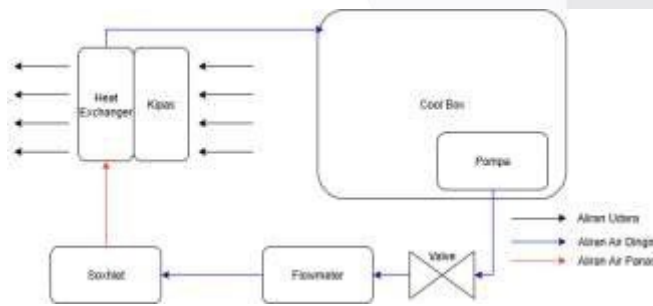 Heat
Exchanger
Kipas
Cool Box
Pompa
Aliran Udara
Aliran Air Dingin
Aliran Air Panas
Valve
Flowmeter
Soxhlet